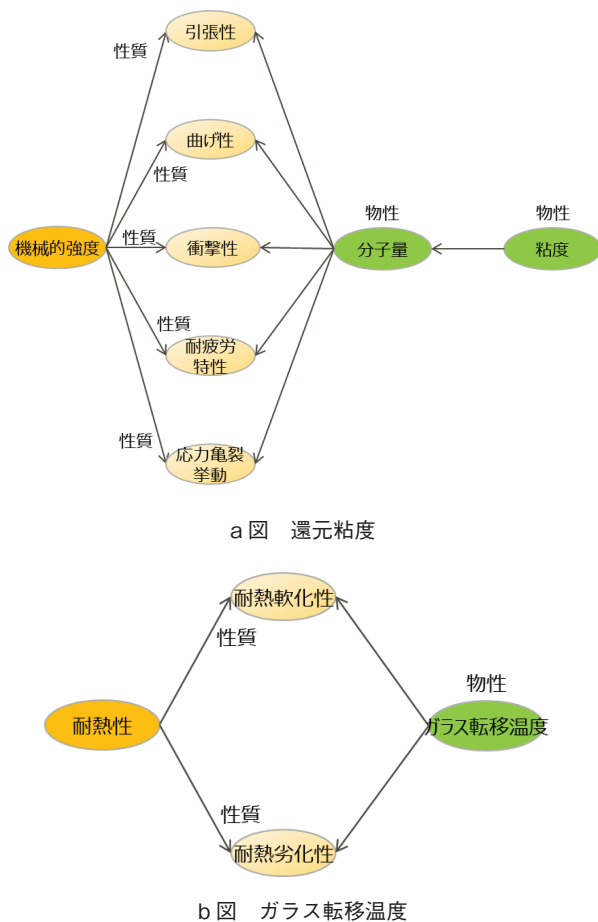 引張性
性質
曲げ性
性質
物性
物性
性質
機械的強度
衝撃性
分子量
粘度
性質
耐疲労
特性
性質
応力亀裂
挙動
a図 還元粘度
耐熱軟化性
性質
物性
耐熱性
ガラス転移温度
性質
耐熱劣化性
b図 ガラス転移温度